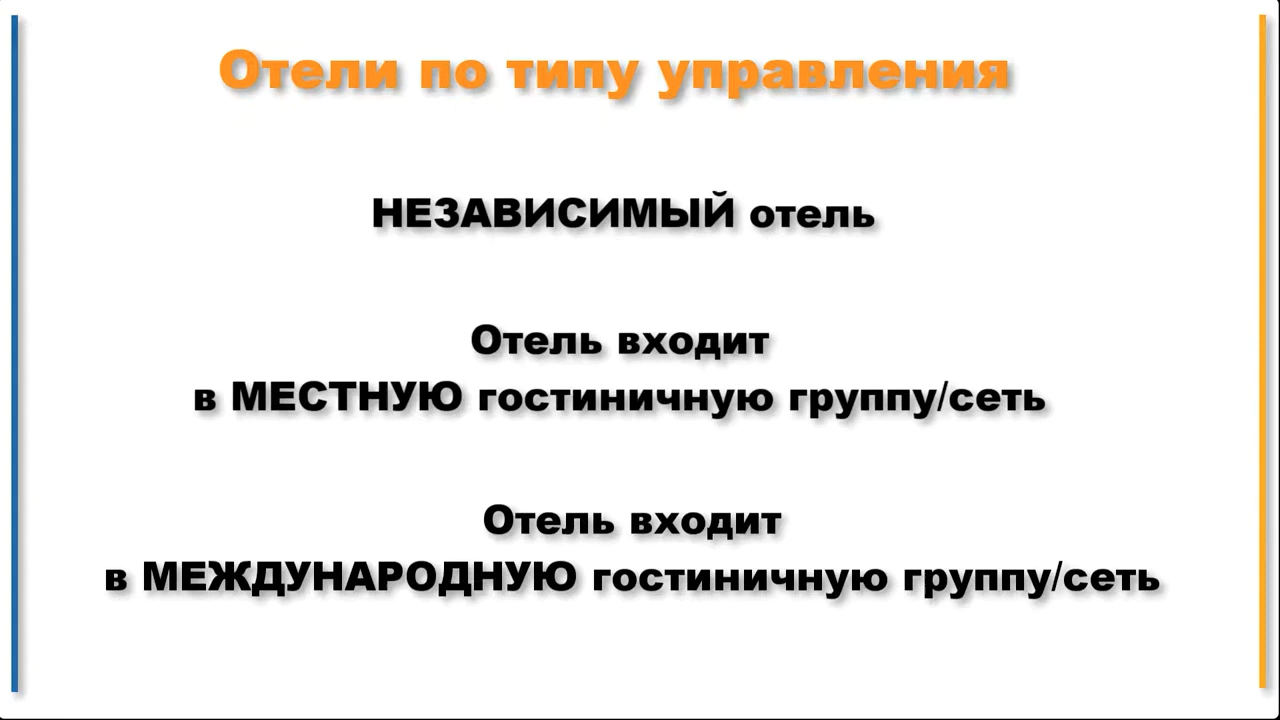 Отели по типу управления
НЕЗАВИСИМЫЙ отель
Отель входит
в МЕСТНУЮ гостиничную группу/сеть
Отель входит
в МЕЖДУНАРОДНУЮ гостиничную группу/сеть